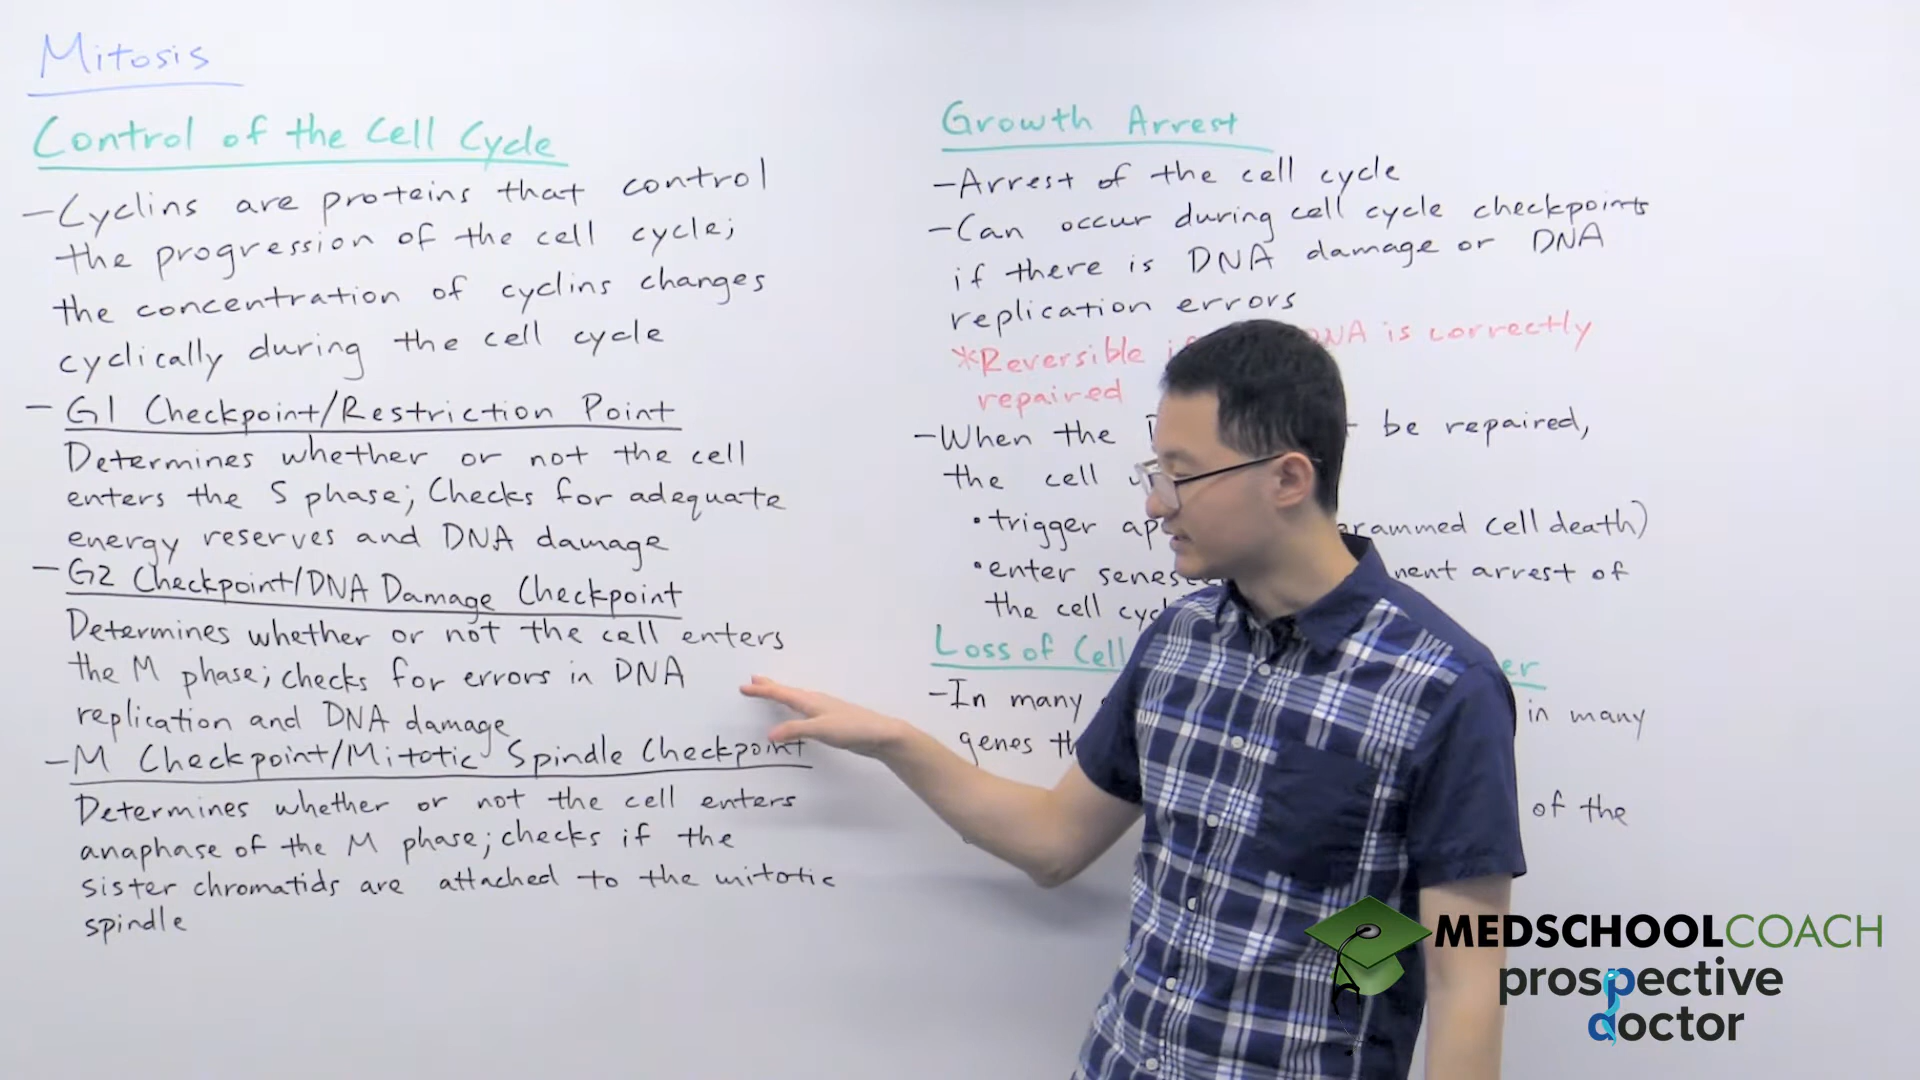 Mitosis
Control of the Cell Cycle
-Cyclins are proteins that control
the progression of the cell cycle;
the concentration of cyclins changes
cyclically during the cell cycle
- G1 Checkpoint/Restriction Point
Determines whether or not the cell
enters the S phase; Checks for adequate
energy reserves and DNA damage
- G2 Checkpoint/DNA Damage Checkpoint
Determines whether or not the cell enters
the M phase; checks for errors in DNA
replication and DNA damage
- M Checkpoint/Mitotic Spindle Checkpoint
Determines whether or not the cell enters
anaphase of the M phase; checks if the
sister chromatids are attached to the mitotic
spindle
Growth Arrest
-Arrest of the cell cycle
-Can occur during cell cycle checkpoints
if there is DNA damage or DNA
replication errors
*Reversible DNA is correctly
repaired
-When the be repaired,
the cell
•trigger cell death)
•enter arrest of
the cell
Loss of Cell
-In many in many
genes
of the
MEDSCHOOLCOACH
prospective
doctor